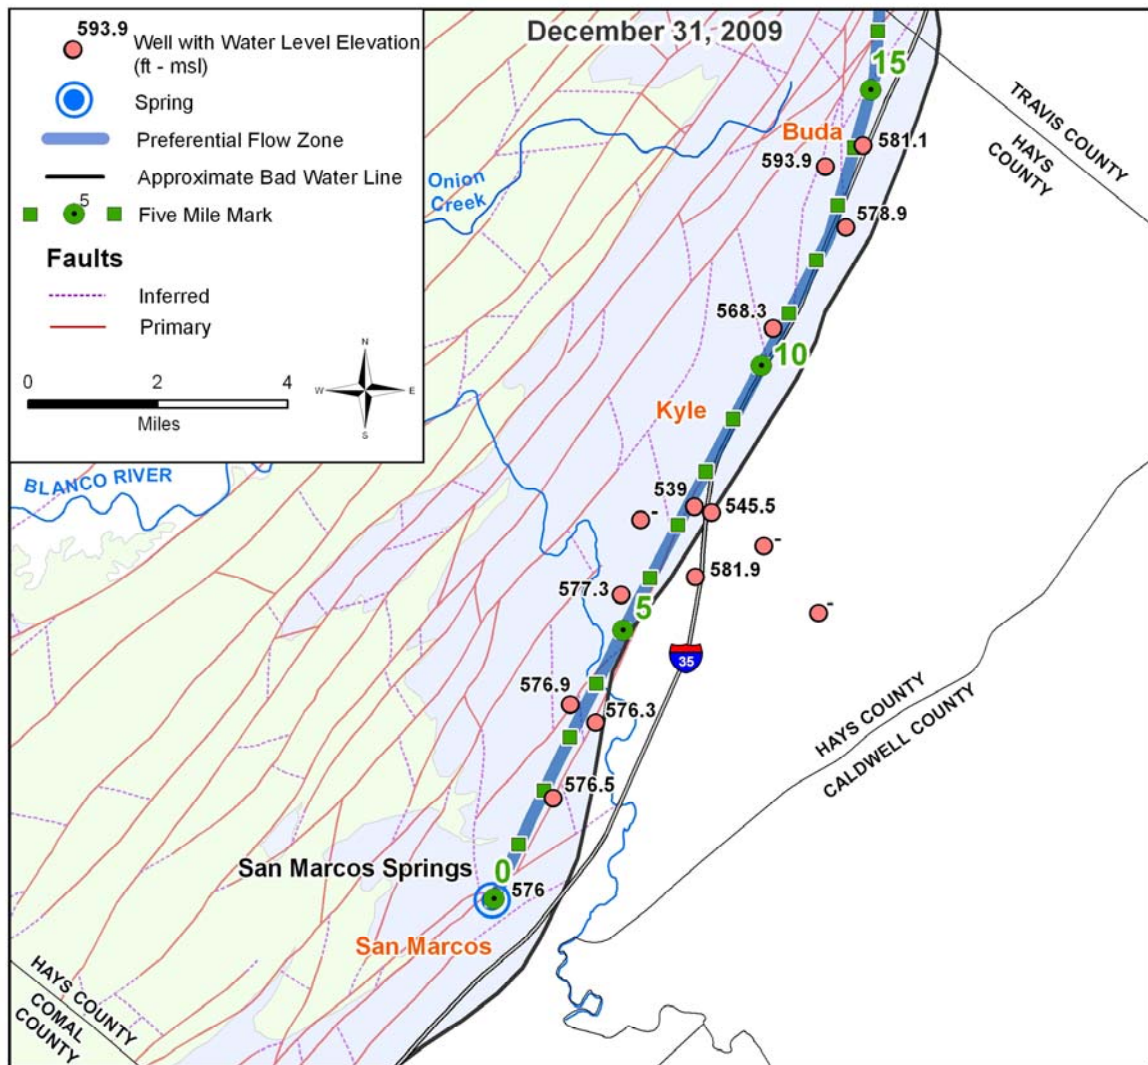 December 31, 2009
593.9
Well with Water Level Elevation
(ft - msl)
Spring
Preferential Flow Zone
Approximate Bad Water Line
5
Five Mile Mark
Faults
Inferred
Primary
0 2 4
Miles
N
W E
S
15
TRAVIS COUNTY
HAYS
COUNTY
Buda
581.1
593.9
Onion
Creek
578.9
568.3
10
Kyle
BLANCO RIVER
539
545.5
-
-
581.9
577.3
5
-
35
576.9
576.3
HAYS COUNTY
CALDWELL COUNTY
576.5
San Marcos Springs
0
576
San Marcos
HAYS COUNTY
COMAL
COUNTY